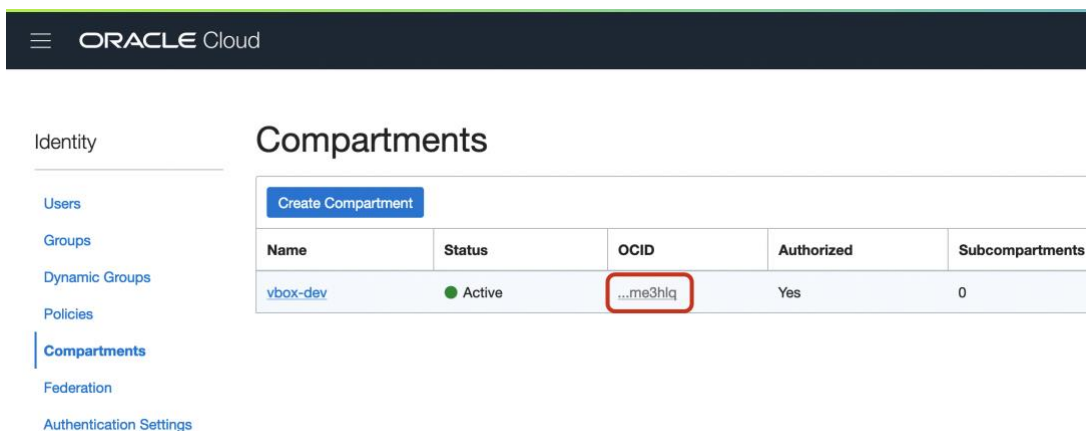 ORACLE Cloud
Identity
Users
Groups
Dynamic Groups
Policies
Compartments
Federation
Authentication Settings
Compartments
Create Compartment
Name Status OCID Authorized Subcompartments
vbox-dev Active ...me3hlq Yes 0